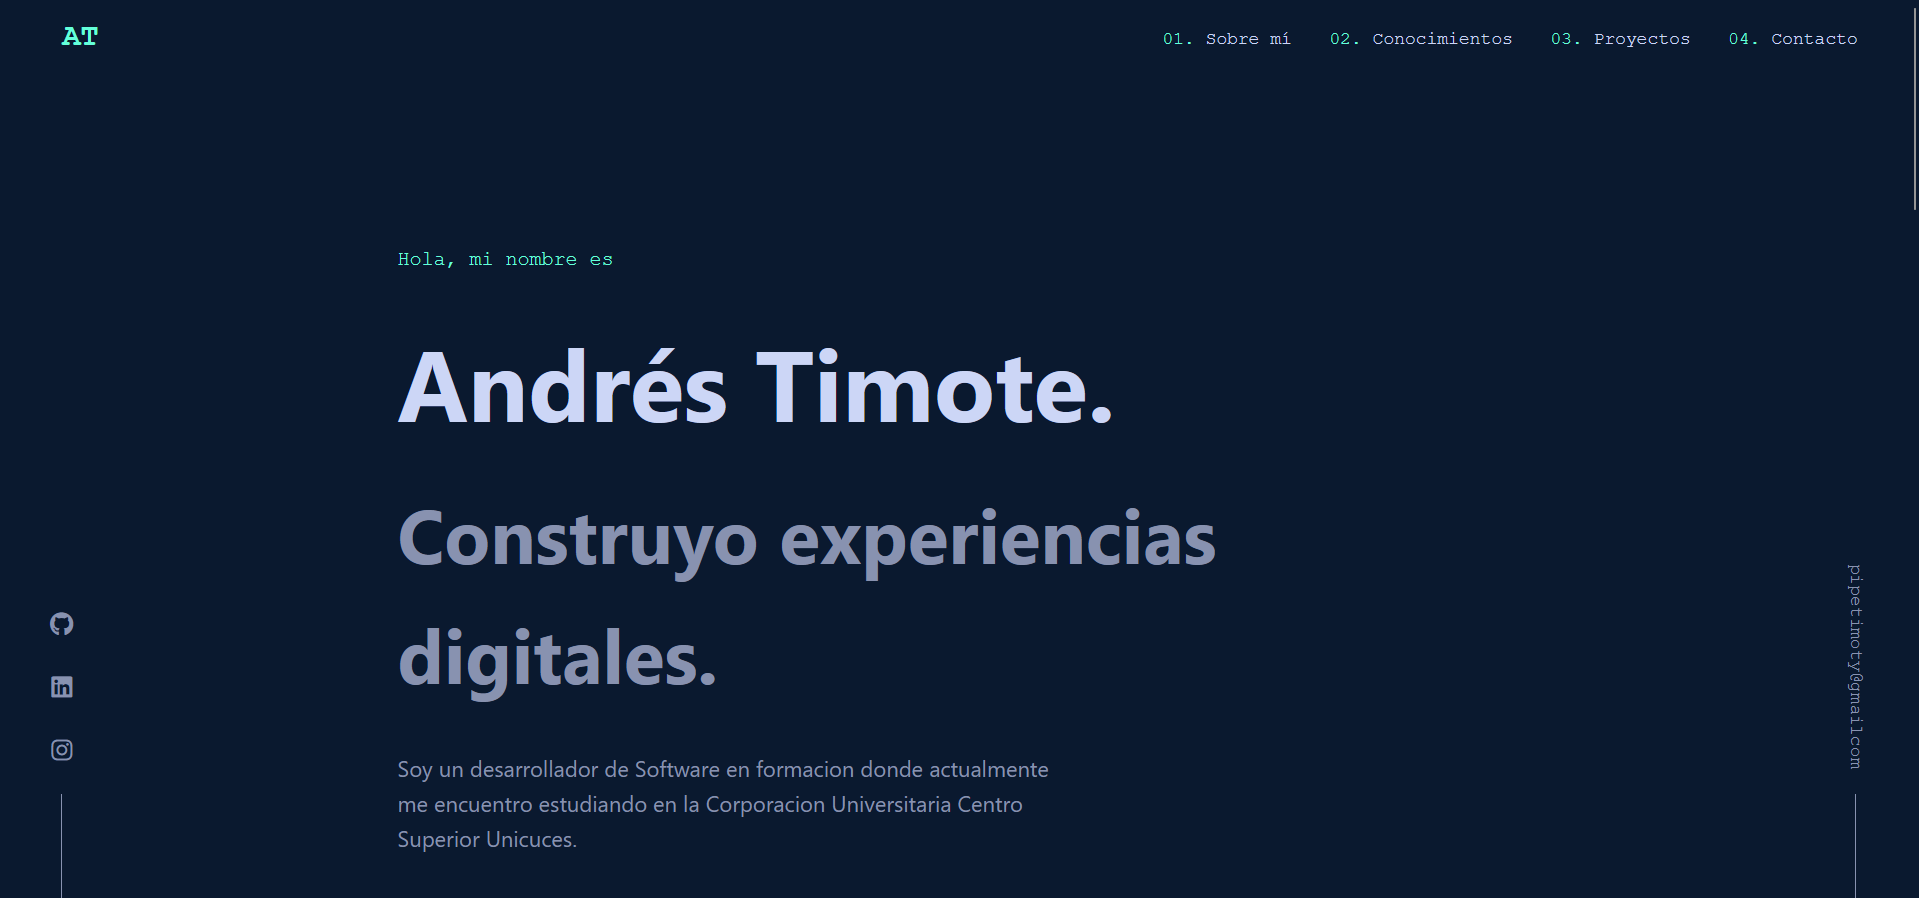 AT
01. Sobre mí 02. Conocimientos 03. Proyectos 04. Contacto
Hola, mi nombre es
Andrés Timote.
Construyo experiencias
digitales.
Soy un desarrollador de Software en formacion donde actualmente
me encuentro estudiando en la Corporacion Universitaria Centro
Superior Unicuces.
in
pipetimoty@gmailcom